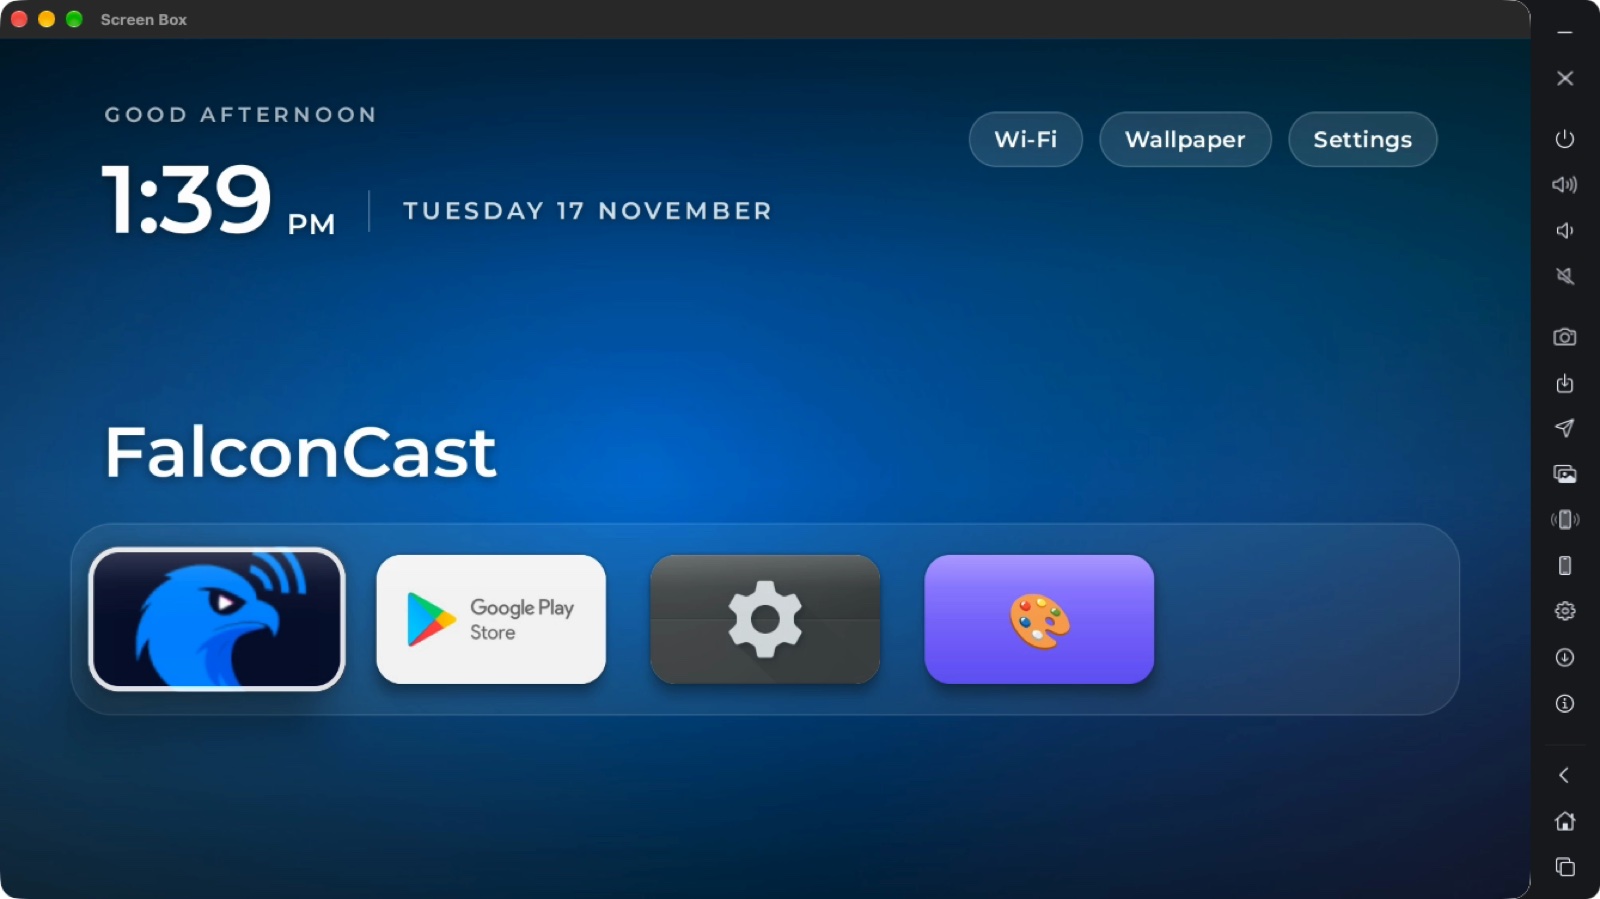 Screen Box
GOOD AFTERNOON
Wi-Fi
Wallpaper
Settings
1:39 PM
TUESDAY 17 NOVEMBER
FalconCast
Google Play
Store